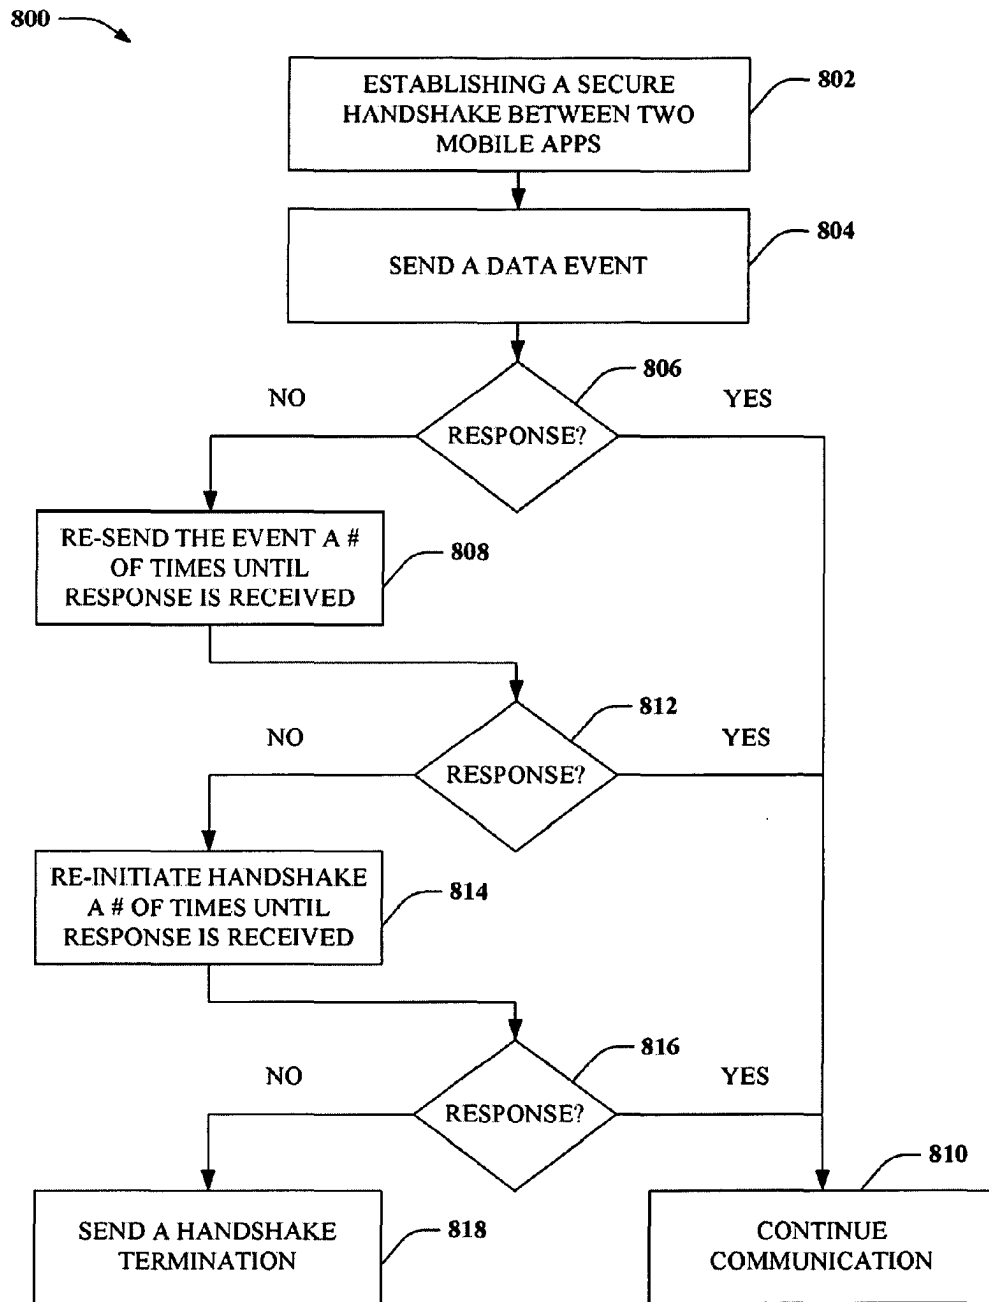 800
ESTABLISHING A SECURE
HANDSHAKE BETWEEN TWO
MOBILE APPS
802
SEND A DATA EVENT
804
806
NO
YES
RESPONSE?
RE-SEND THE EVENT A #
OF TIMES UNTIL
RESPONSE IS RECEIVED
808
812
NO
YES
RESPONSE?
RE-INITIATE HANDSHAKE
A # OF TIMES UNTIL
RESPONSE IS RECEIVED
814
816
NO
YES
RESPONSE?
810
SEND A HANDSHAKE
TERMINATION
818
CONTINUE
COMMUNICATION